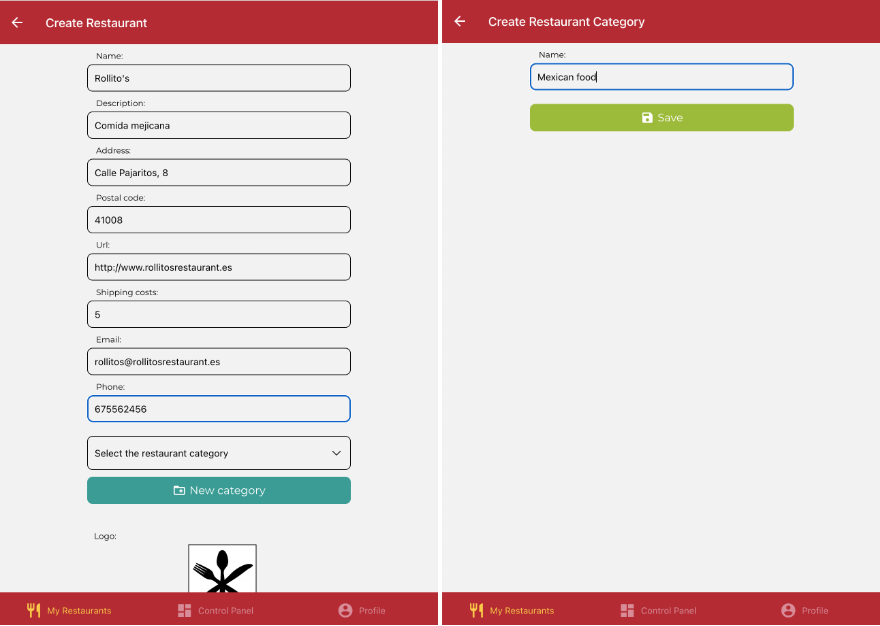 Create Restaurant
Name:
Rollito's
Description:
Comida mejicana
Address:
Calle Pajaritos, 8
Postal code:
41008
Url:
http://www.rollitosrestaurant.es
Shipping costs:
5
Email:
rollitos@rollitosrestaurant.es
Phone:
675562456
Select the restaurant category
New category
Logo:
My Restaurants
Control Panel
Profile
Create Restaurant Category
Name:
Mexican food
Save
My Restaurants
Control Panel
Profile